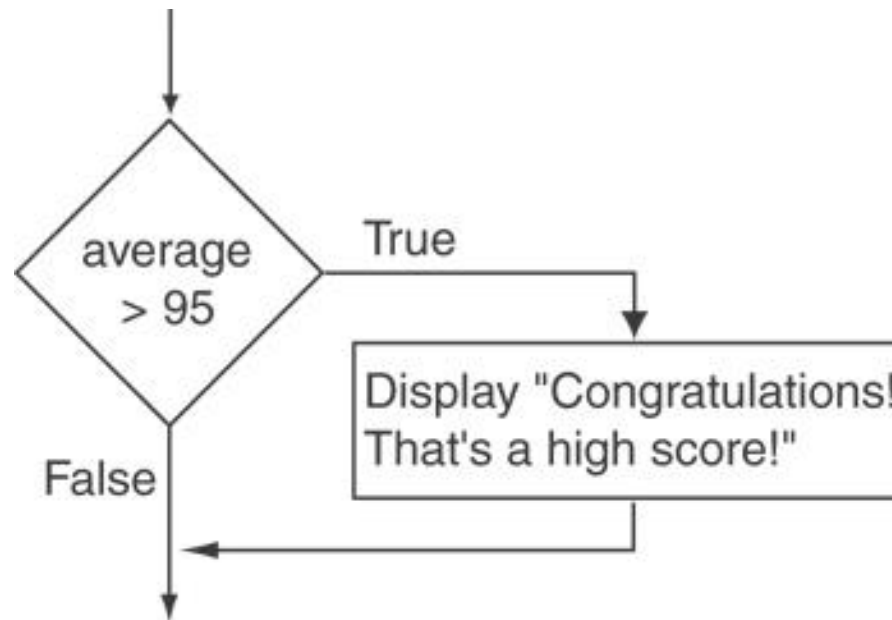 True
average
> 95
Display "Congratulations!
That's a high score!"
False